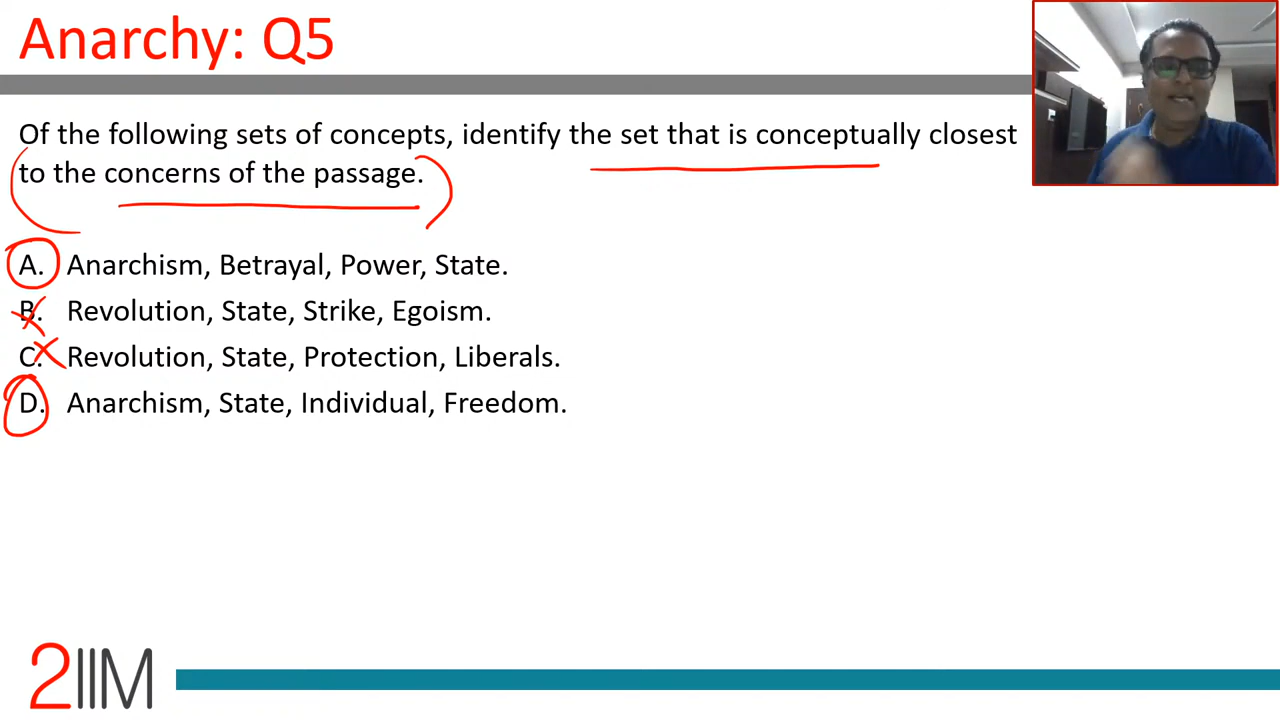 Anarchy: Q5
Of the following sets of concepts, identify the set that is conceptually closest
to the concerns of the passage.
A. Anarchism, Betrayal, Power, State.
B. Revolution, State, Strike, Egoism.
C. Revolution, State, Protection, Liberals.
D. Anarchism, State, Individual, Freedom.
2IIM